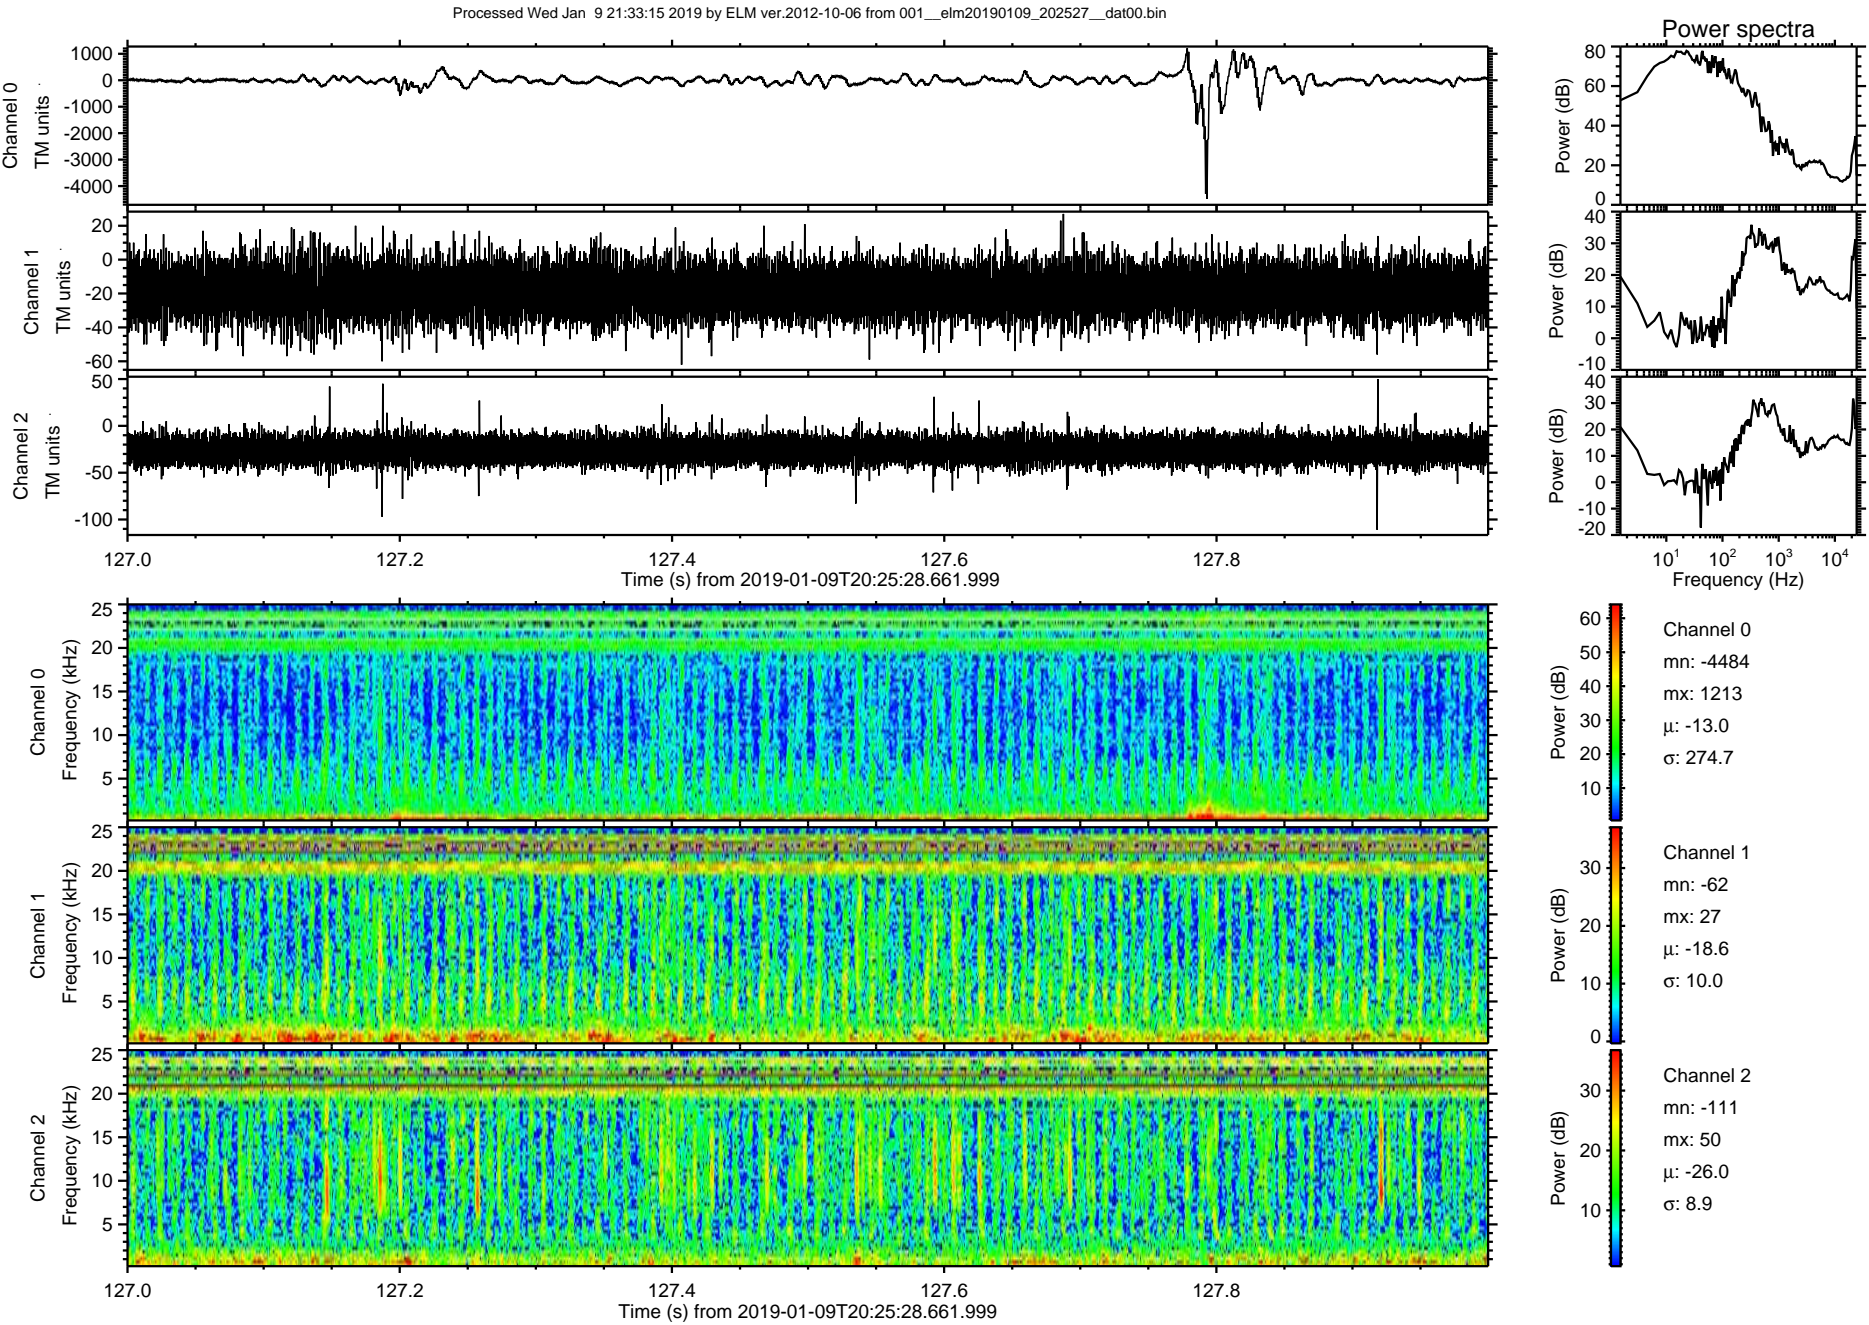 Processed Wed Jan  9 21:33:15 2019 by ELM ver.2012-10-06 from 001__elm20190109_202527__dat00.bin
Power spectra
Channel 0
TM units
1000
0
-1000
-2000
-3000
-4000
Power (dB)
80
60
40
20
0
Channel 1
TM units
20
0
-20
-40
-60
Power (dB)
40
30
20
10
0
-10
Channel 2
TM units
50
0
-50
-100
Power (dB)
40
30
20
10
0
-10
-20
127.0 127.2 127.4 127.6 127.8
Time (s) from 2019-01-09T20:25:28.661.999
10^1 10^2 10^3 10^4
Frequency (Hz)
Channel 0
Frequency (kHz)
25
20
15
10
5
Power (dB)
60
50
40
30
20
10
Channel 0
mn: -4484
mx: 1213
μ: -13.0
σ: 274.7
Channel 1
Frequency (kHz)
25
20
15
10
5
Power (dB)
30
20
10
0
Channel 1
mn: -62
mx: 27
μ: -18.6
σ: 10.0
Channel 2
Frequency (kHz)
25
20
15
10
5
Power (dB)
30
20
10
Channel 2
mn: -111
mx: 50
μ: -26.0
σ: 8.9
127.0 127.2 127.4 127.6 127.8
Time (s) from 2019-01-09T20:25:28.661.999